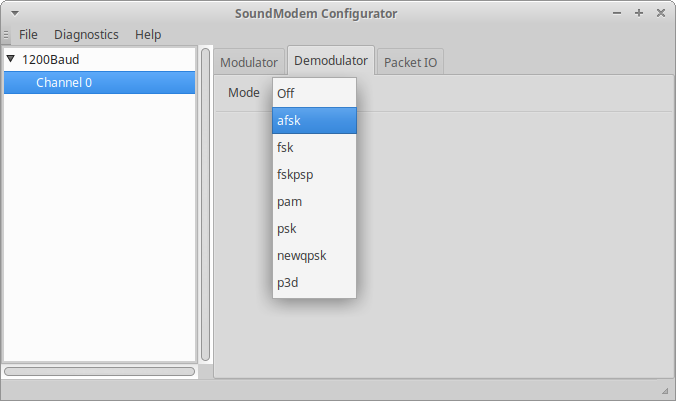 SoundModem Configurator
File Diagnostics Help
1200Baud
Channel 0
Modulator Demodulator Packet IO
Mode
Off
afsk
fsk
fskpsp
pam
psk
newqpsk
p3d